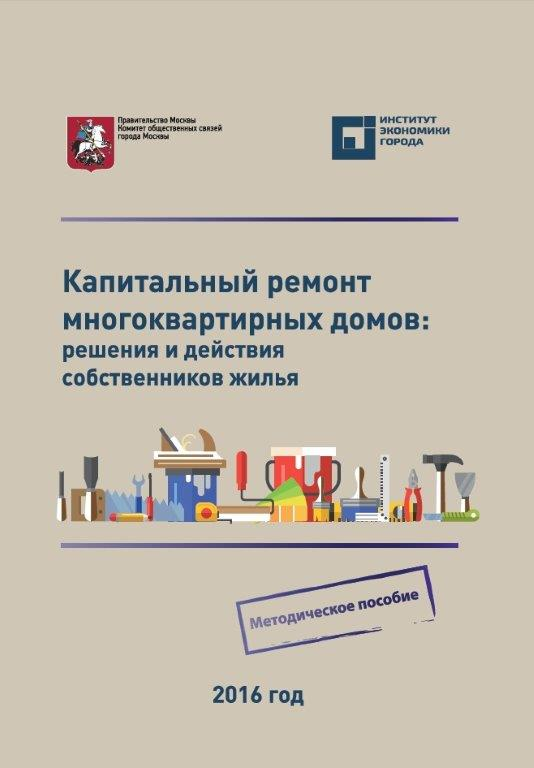 Правительство Москвы
Комитет общественных связей
города Москвы
ИНСТИТУТ
ЭКОНОМИКИ
ГОРОДА
Капитальный ремонт
многоквартирных домов:
решения и действия
собственников жилья
Методическое пособие
2016 год